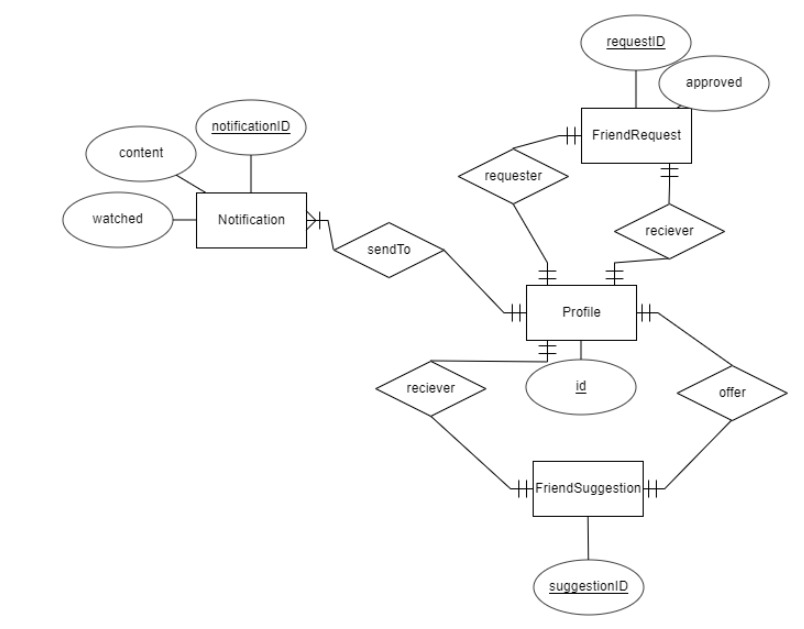 requestID
approved
notificationID
FriendRequest
content
requester
watched
Notification
reciever
sendTo
Profile
reciever
id
offer
FriendSuggestion
suggestionID